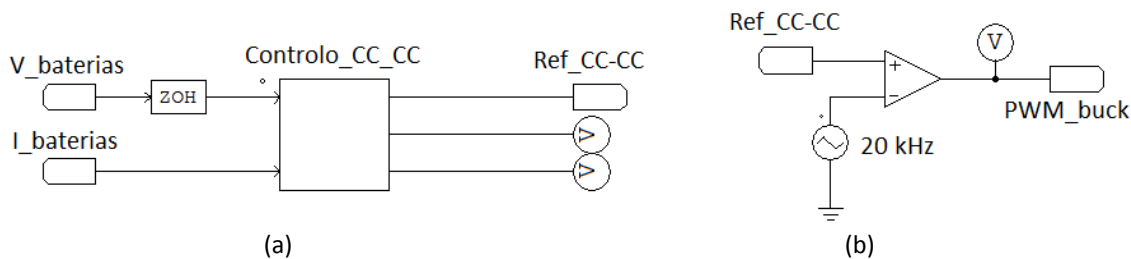 V_baterias
ZOH
I_baterias
Controlo_CC_CC
Ref_CC-CC
V
V
(a)
Ref_CC-CC
V
PWM_buck
20 kHz
(b)